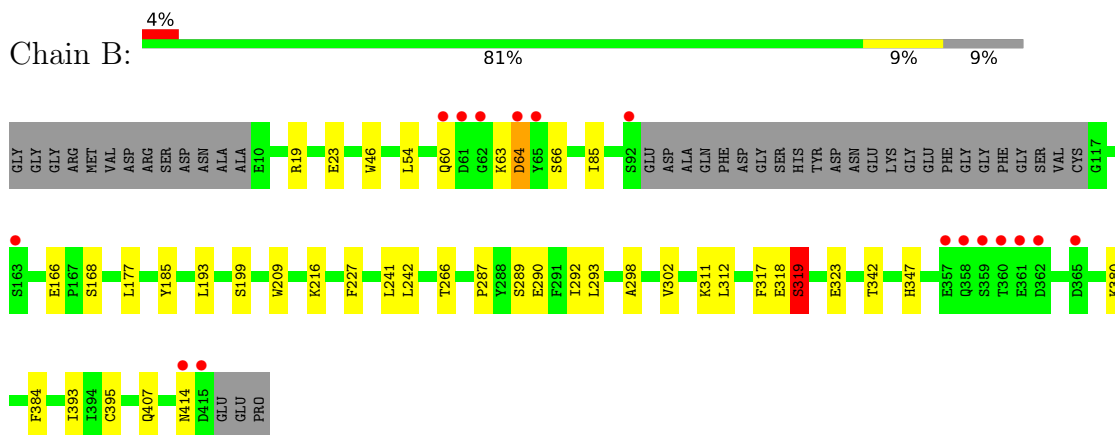 4%
Chain B:
81% 9% 9%
GLY GLY GLY ARG MET VAL ASP ARG SER ASP ASN ALA ALA E10 R19 E23 W46 L54 Q60 D61 G62 K63 D64 Y65 S66 I85 S92 GLU ASP ALA GLN PHE ASP GLY SER HIS TYR ASP ASN GLU LYS GLY GLU PHE GLY GLY PHE GLY SER VAL CYS G117
S163 E166 P167 S168 L177 Y185 L193 S199 W209 K216 F227 L241 L242 T266 P287 Y288 S289 E290 F291 I292 L293 A298 V302 K311 L312 F317 E318 S319 E323 T342 H347 E357 Q358 S359 T360 E361 D362 D365
F384 I393 I394 C395 Q407 N414 D415 GLU GLU PRO